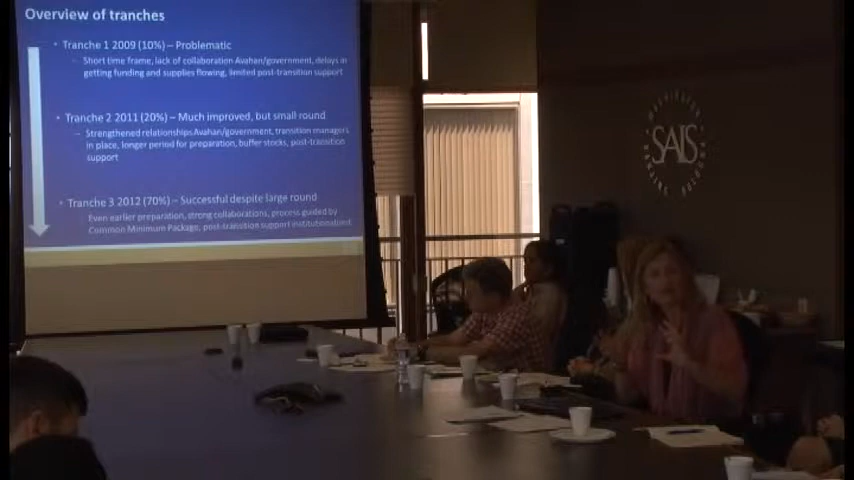 Overview of tranches
• Tranche 1 2009 (10%) – Problematic
– Short time frame, lack of collaboration Avahan/government, delays in
getting funding and supplies flowing, limited post-transition support
• Tranche 2 2011 (20%) – Much improved, but small round
– Strengthened relationships Avahan/government, transition managers
in place, longer period for preparation, buffer stocks, post-transition
support
• Tranche 3 2012 (70%) – Successful despite large round
Even earlier preparation, strong collaborations, process guided by
Common Minimum Package, post-transition support institutionalized
WASHINGTON
SAIS